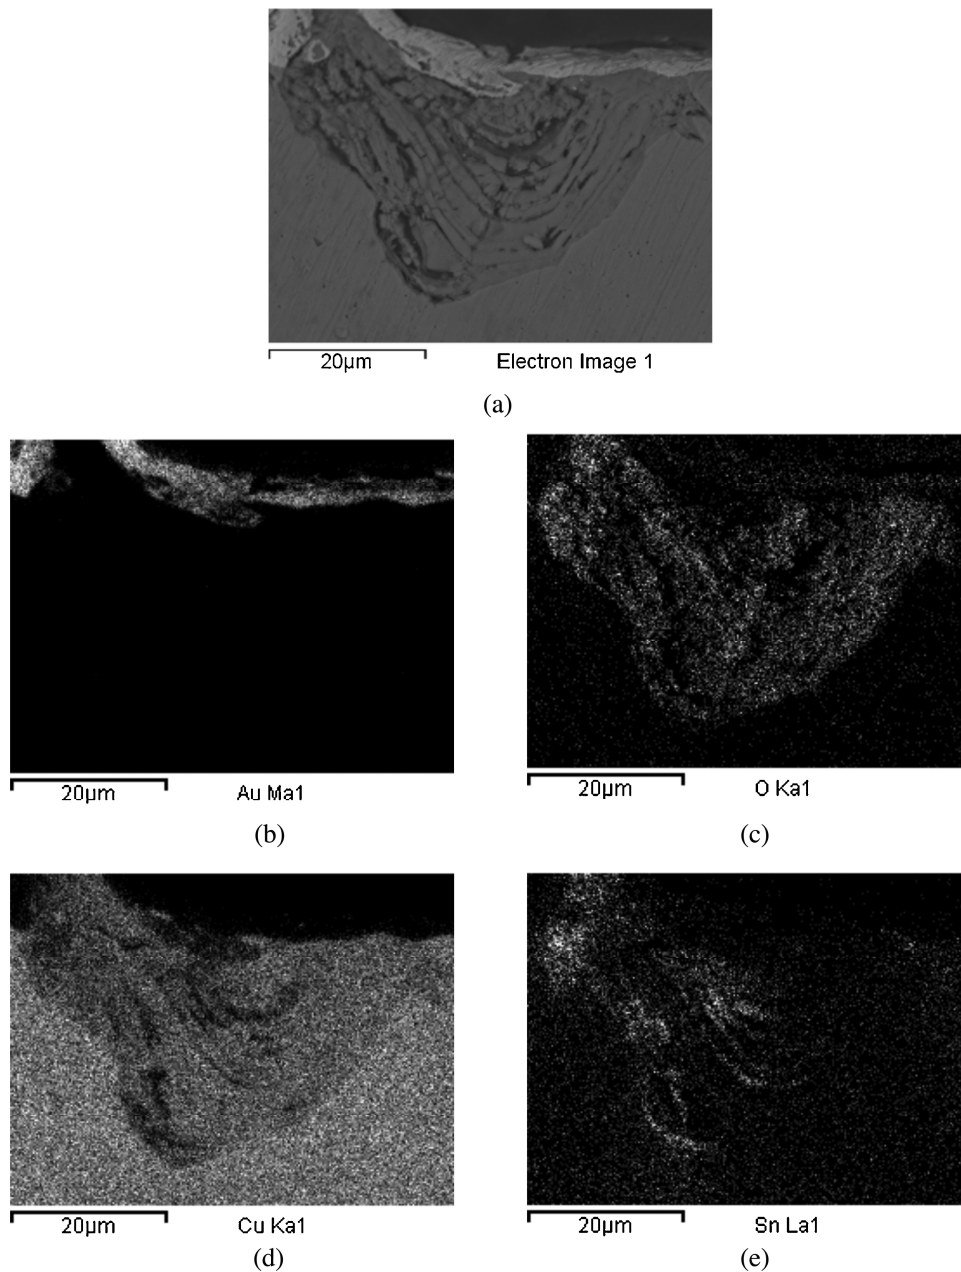 20μm Electron Image 1
(a)
20μm Au Ma1
(b)
20μm O Ka1
(c)
20μm Cu Ka1
(d)
20μm Sn La1
(e)